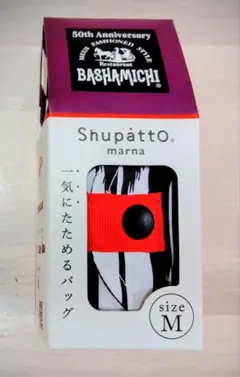 50th Anniversary
MEIJI FASHIONED STYLE
Restaurant
BASHAMICHI®
Shupatto®
marna
一気にたためるバッグ
size
M